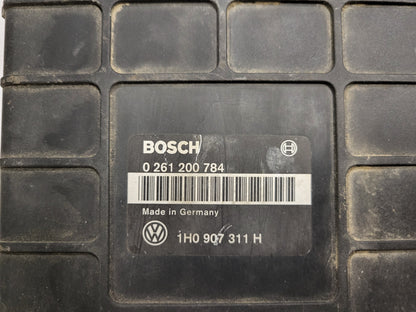 BOSCH
0 261 200 784
Made in Germany
1H0 907 311 H